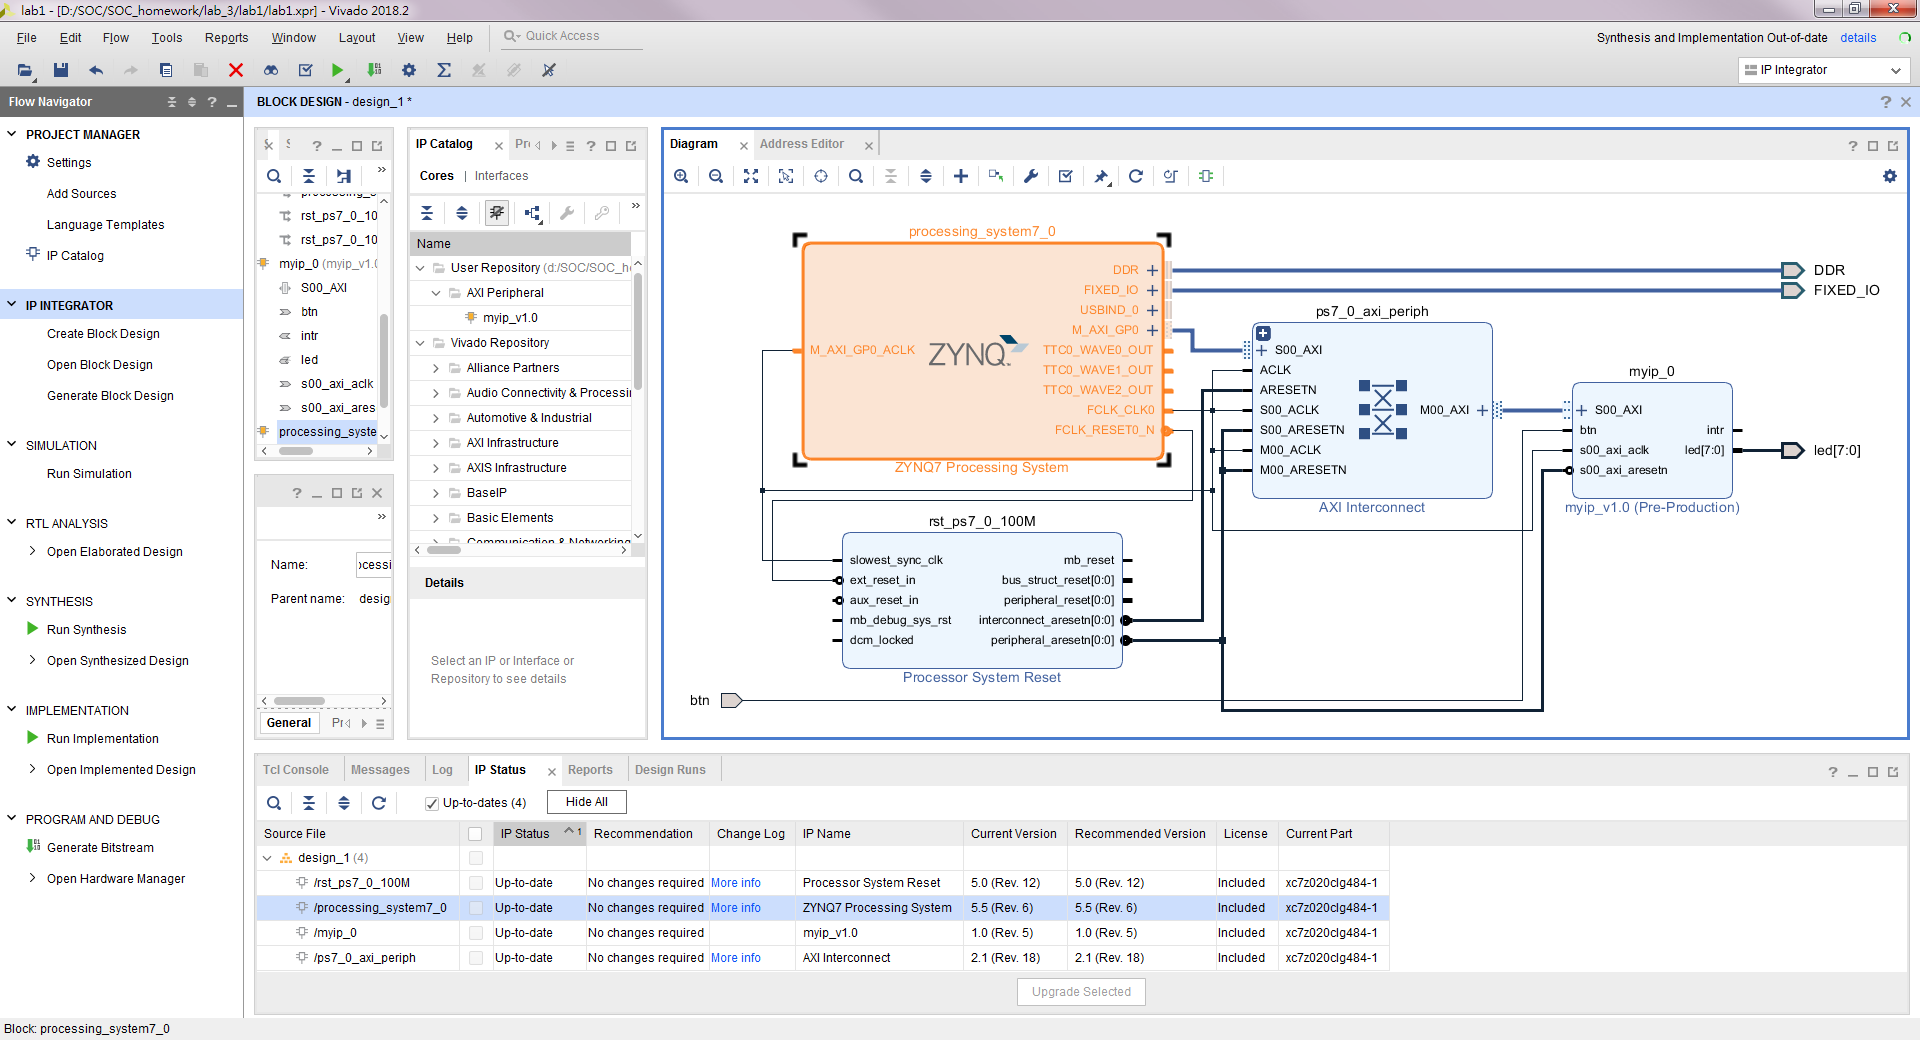 lab1 - [D:/SOC/SOC_homework/lab_3/lab1/lab1.xpr] - Vivado 2018.2
File Edit Flow Tools Reports Window Layout View Help Quick Access
Synthesis and Implementation Out-of-date details
IP Integrator
Flow Navigator
PROJECT MANAGER
Settings
Add Sources
Language Templates
IP Catalog
IP INTEGRATOR
Create Block Design
Open Block Design
Generate Block Design
SIMULATION
Run Simulation
RTL ANALYSIS
Open Elaborated Design
SYNTHESIS
Run Synthesis
Open Synthesized Design
IMPLEMENTATION
Run Implementation
Open Implemented Design
PROGRAM AND DEBUG
Generate Bitstream
Open Hardware Manager
BLOCK DESIGN - design_1 *
rst_ps7_0_10
rst_ps7_0_10
myip_0 (myip_v1.0
S00_AXI
btn
intr
led
s00_axi_aclk
s00_axi_ares
processing_syste
Name: ocessi
Parent name: desig
General Pr
IP Catalog Pr
Cores | Interfaces
Name
User Repository (d:/SOC/SOC_h
AXI Peripheral
myip_v1.0
Vivado Repository
Alliance Partners
Audio Connectivity & Processi
Automotive & Industrial
AXI Infrastructure
AXIS Infrastructure
BaseIP
Basic Elements
Communication & Networking
Details
Select an IP or Interface or
Repository to see details
Diagram Address Editor
processing_system7_0
DDR
FIXED_IO
USBIND_0
M_AXI_GP0
M_AXI_GP0_ACLK
ZYNQ
TTC0_WAVE0_OUT
TTC0_WAVE1_OUT
TTC0_WAVE2_OUT
FCLK_CLK0
FCLK_RESET0_N
ZYNQ7 Processing System
DDR
FIXED_IO
ps7_0_axi_periph
S00_AXI
ACLK
ARESETN
S00_ACLK
S00_ARESETN
M00_ACLK
M00_ARESETN
M00_AXI
AXI Interconnect
myip_0
S00_AXI
btn
s00_axi_aclk
s00_axi_aresetn
intr
led[7:0]
myip_v1.0 (Pre-Production)
led[7:0]
rst_ps7_0_100M
slowest_sync_clk
ext_reset_in
aux_reset_in
mb_debug_sys_rst
dcm_locked
mb_reset
bus_struct_reset[0:0]
peripheral_reset[0:0]
interconnect_aresetn[0:0]
peripheral_aresetn[0:0]
Processor System Reset
btn
Tcl Console Messages Log IP Status Reports Design Runs
Up-to-dates (4) Hide All
Source File IP Status 1 Recommendation Change Log IP Name Current Version Recommended Version License Current Part
design_1 (4)
/rst_ps7_0_100M Up-to-date No changes required More info Processor System Reset 5.0 (Rev. 12) 5.0 (Rev. 12) Included xc7z020clg484-1
/processing_system7_0 Up-to-date No changes required More info ZYNQ7 Processing System 5.5 (Rev. 6) 5.5 (Rev. 6) Included xc7z020clg484-1
/myip_0 Up-to-date No changes required myip_v1.0 1.0 (Rev. 5) 1.0 (Rev. 5) Included xc7z020clg484-1
/ps7_0_axi_periph Up-to-date No changes required More info AXI Interconnect 2.1 (Rev. 18) 2.1 (Rev. 18) Included xc7z020clg484-1
Upgrade Selected
Block: processing_system7_0